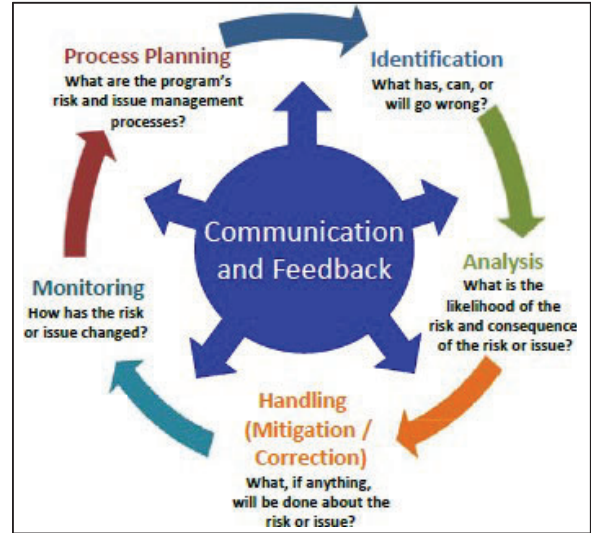 Process Planning
What are the program's
risk and issue management
processes?
Identification
What has, can, or
will go wrong?
Communication
and Feedback
Analysis
What is the
likelihood of the
risk and consequence
of the risk or issue?
Monitoring
How has the risk
or issue changed?
Handling
(Mitigation /
Correction)
What, if anything,
will be done about the
risk or issue?